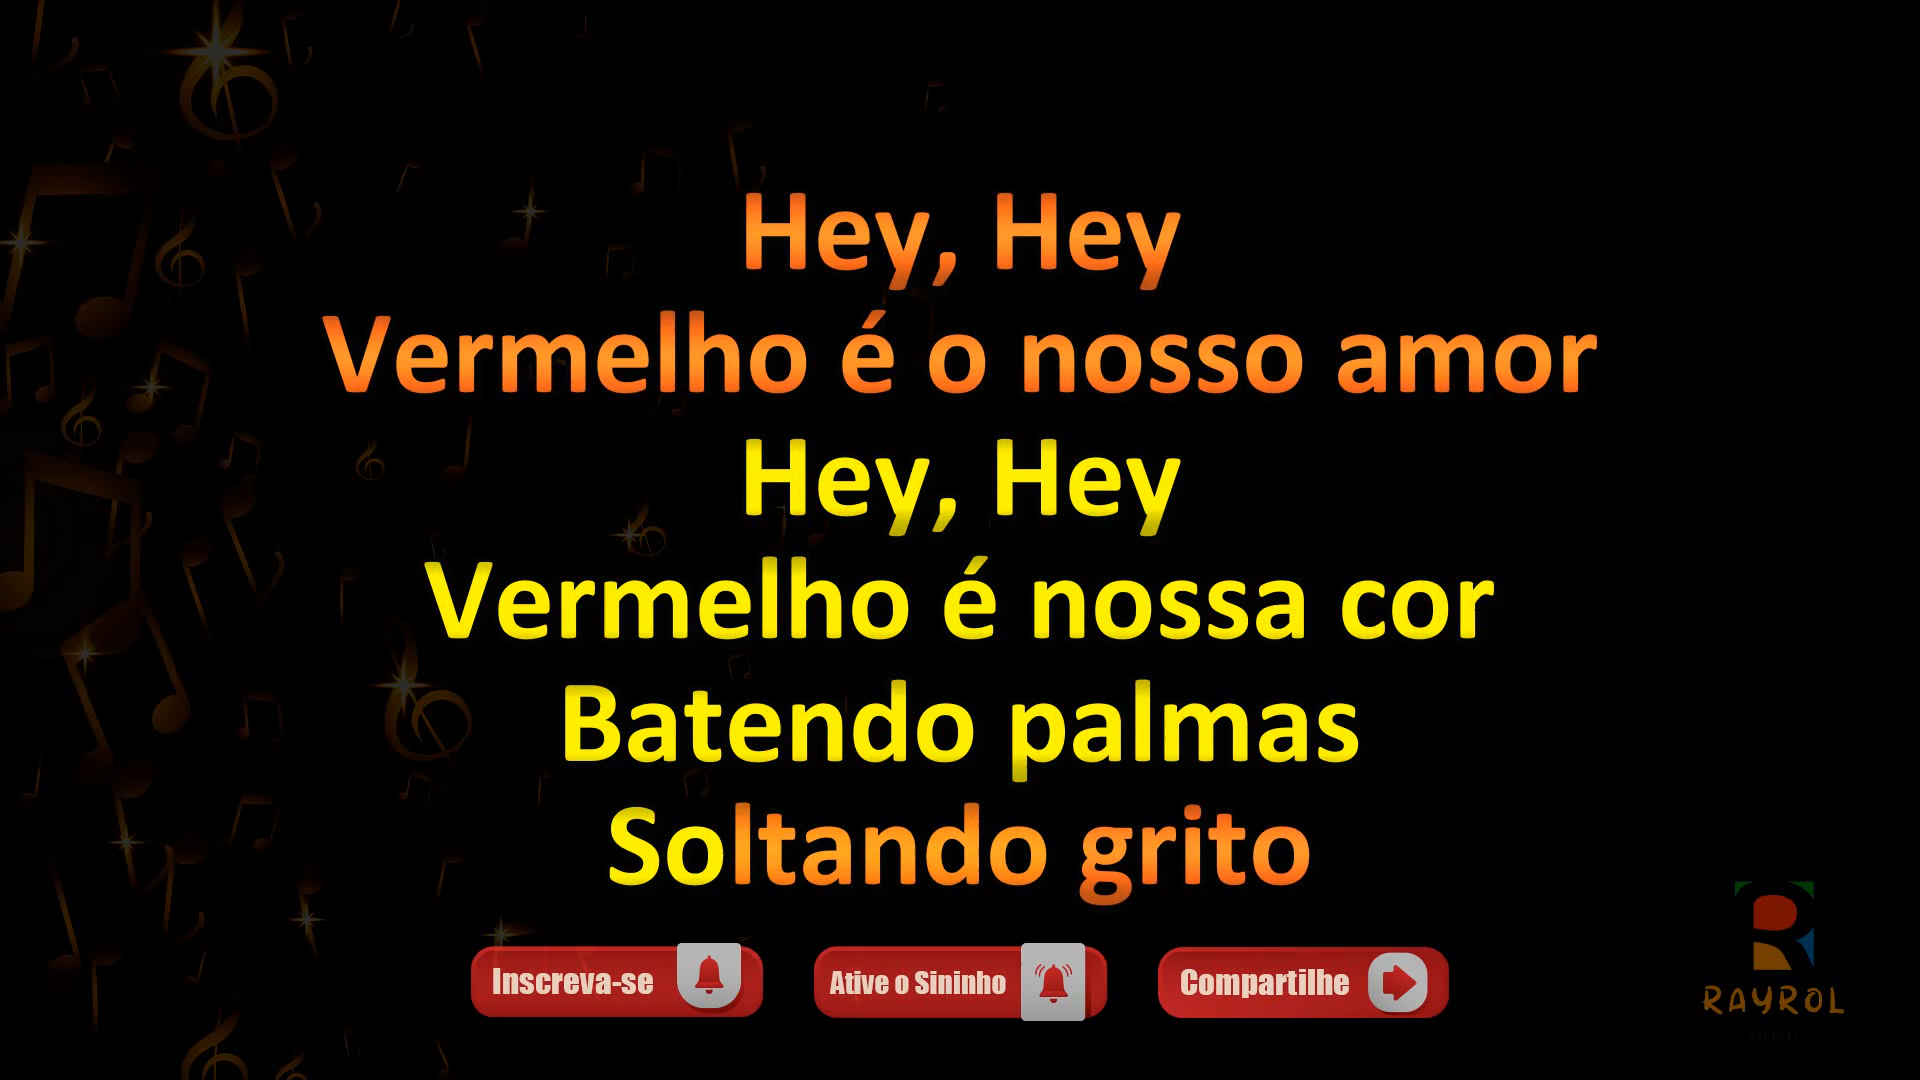 Hey, Hey
Vermelho é o nosso amor
Hey, Hey
Vermelho é nossa cor
Batendo palmas
Soltando grito
Inscreva-se
Ative o Sininho
Compartilhe
RAYROL